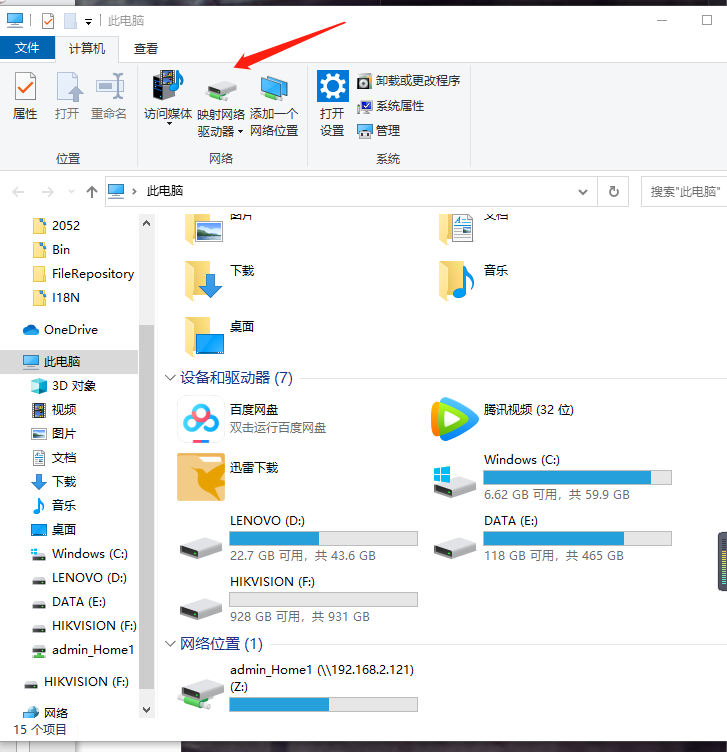 此电脑
文件 计算机 查看
属性 打开 重命名 访问媒体 映射网络驱动器 添加一个网络位置 打开设置 卸载或更改程序
系统属性
管理
位置 网络 系统
此电脑 搜索"此电脑"
2052
Bin
FileRepository
I18N
OneDrive
此电脑
3D 对象
视频
图片
文档
下载
音乐
桌面
Windows (C:)
LENOVO (D:)
DATA (E:)
HIKVISION (F:)
admin_Home1
HIKVISION (F:)
网络
图片 文档
下载 音乐
桌面
设备和驱动器 (7)
百度网盘
双击运行百度网盘
腾讯视频 (32 位)
迅雷下载
Windows (C:)
6.62 GB 可用，共 59.9 GB
LENOVO (D:)
22.7 GB 可用，共 43.6 GB
DATA (E:)
118 GB 可用，共 465 GB
HIKVISION (F:)
928 GB 可用，共 931 GB
网络位置 (1)
admin_Home1 (\\192.168.2.121)
(Z:)
15 个项目